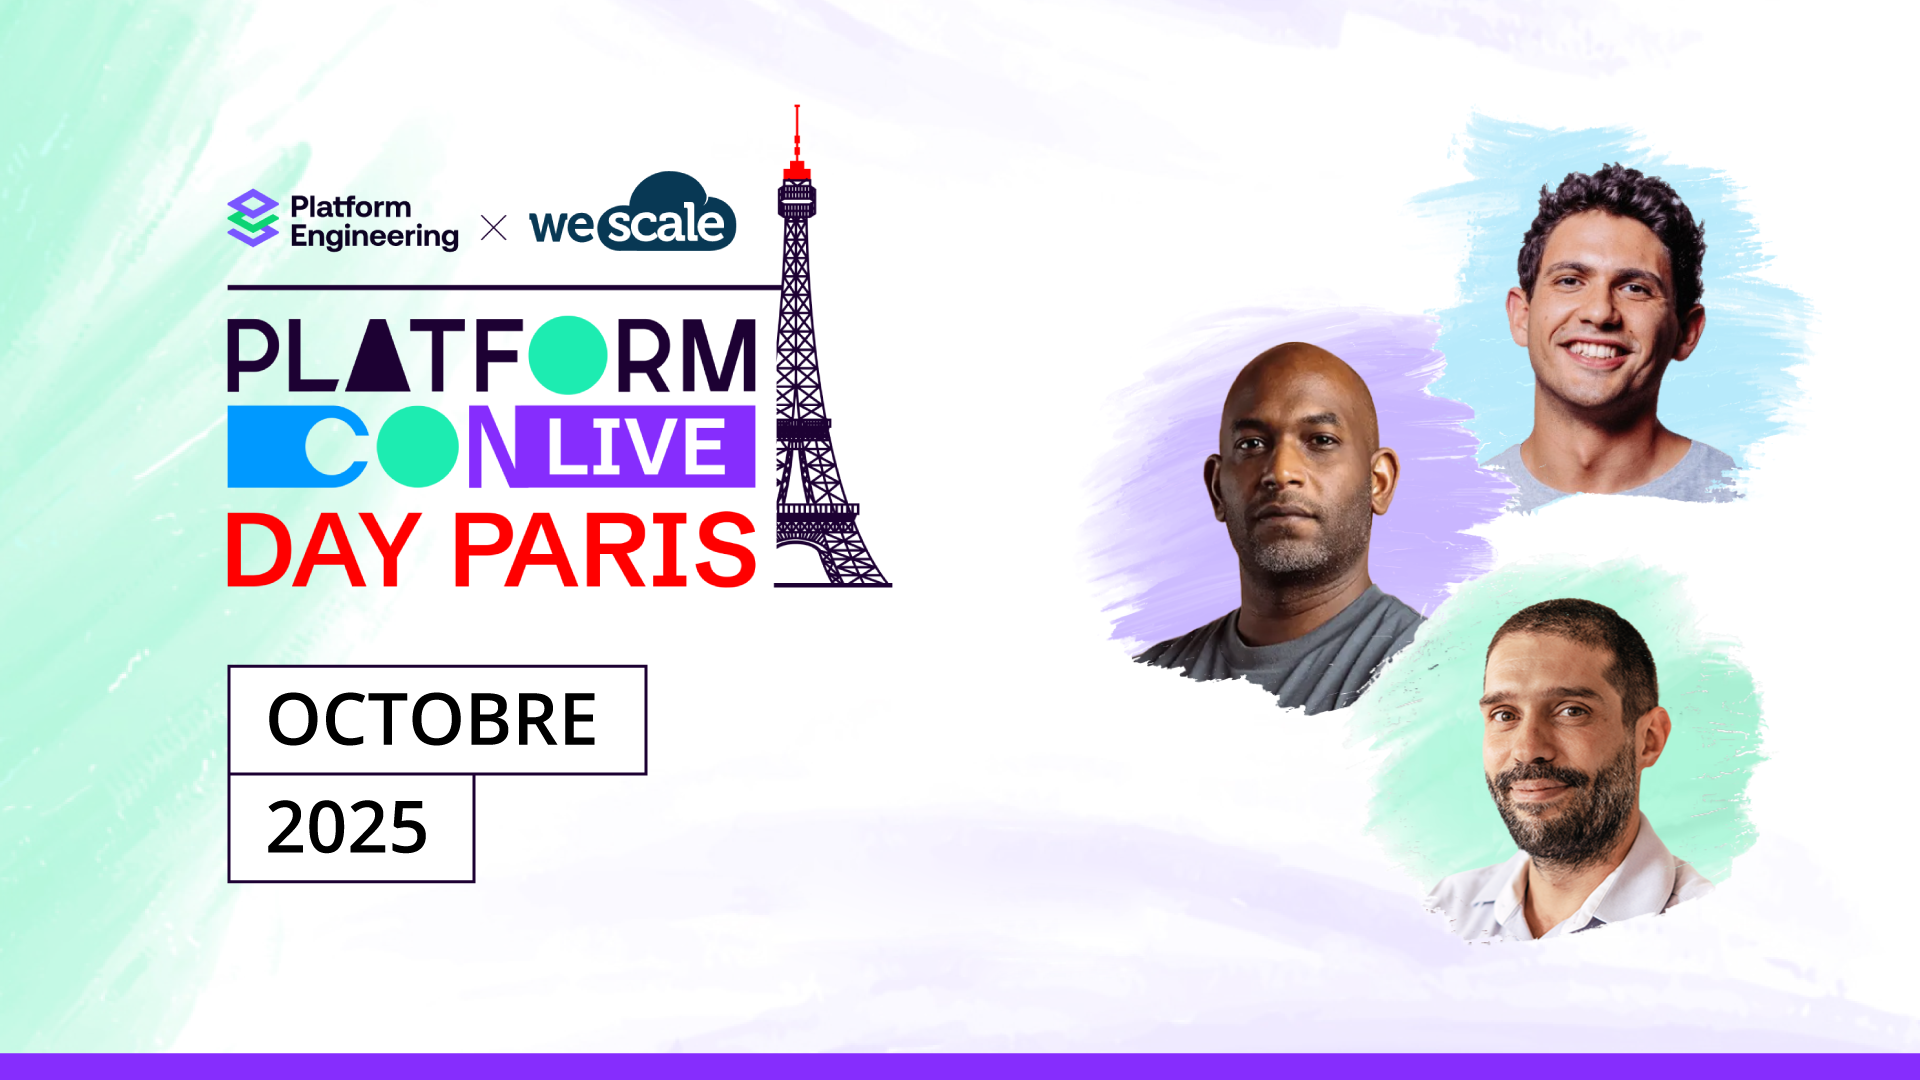 Platform
Engineering
wescale
PLATFORM
CON LIVE
DAY PARIS
OCTOBRE
2025